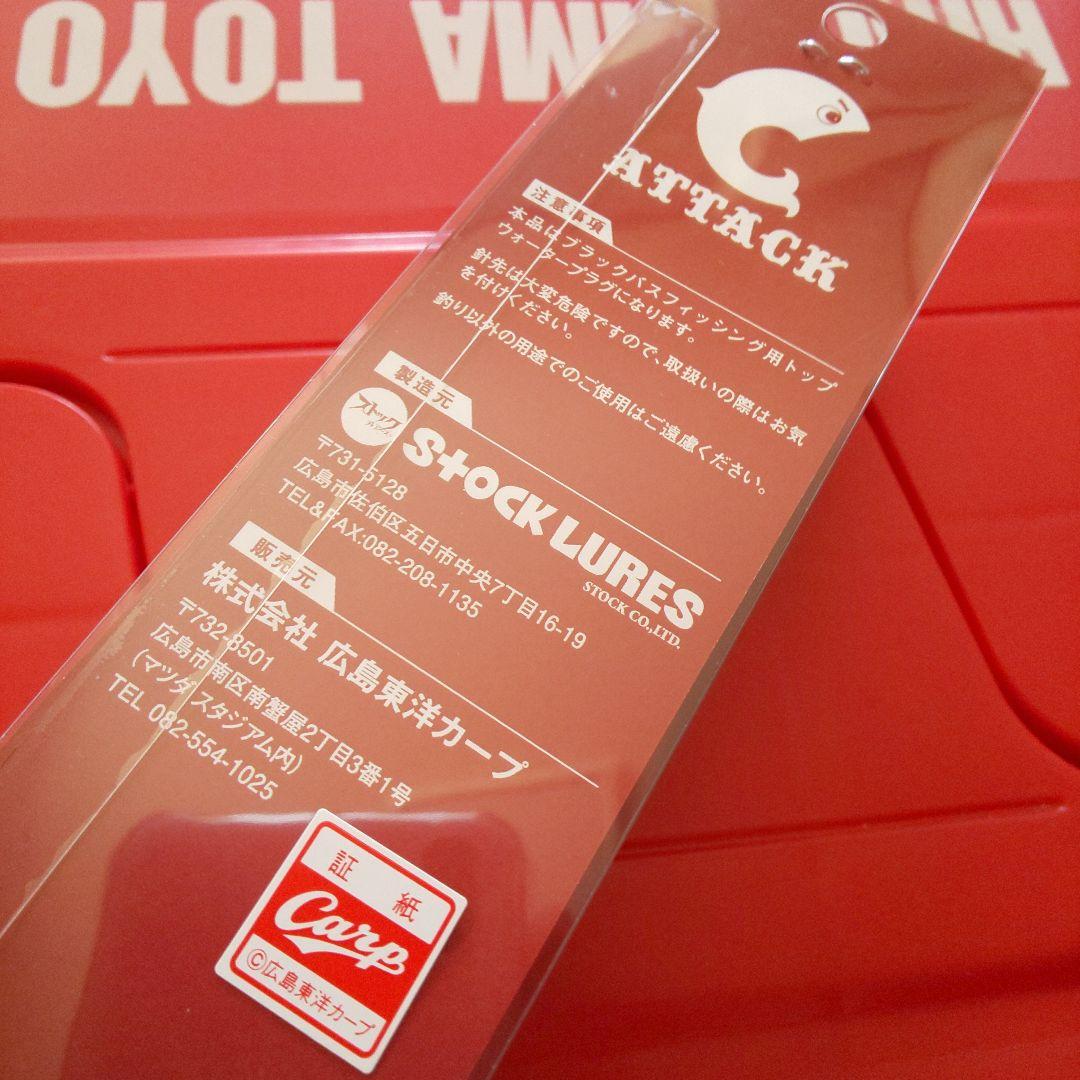 HI
MA TOYO
ATTACK
注意事項
本品はブラックバスフィッシング用トップ
ウォータープラグになります。
針先は大変危険ですので、取扱いの際はお気
を付けください。
釣り以外の用途でのご使用はご遠慮ください。
製造元
ストック
STOCK LURES
STOCK CO.,LTD.
〒731-5128
広島市佐伯区五日市中央7丁目16-19
TEL&FAX:082-208-1135
販売元
株式会社 広島東洋カープ
〒732-8501
広島市南区南蟹屋2丁目3番1号
(マツダスタジアム内)
TEL 082-554-1025
証 紙
Carp
©広島東洋カープ